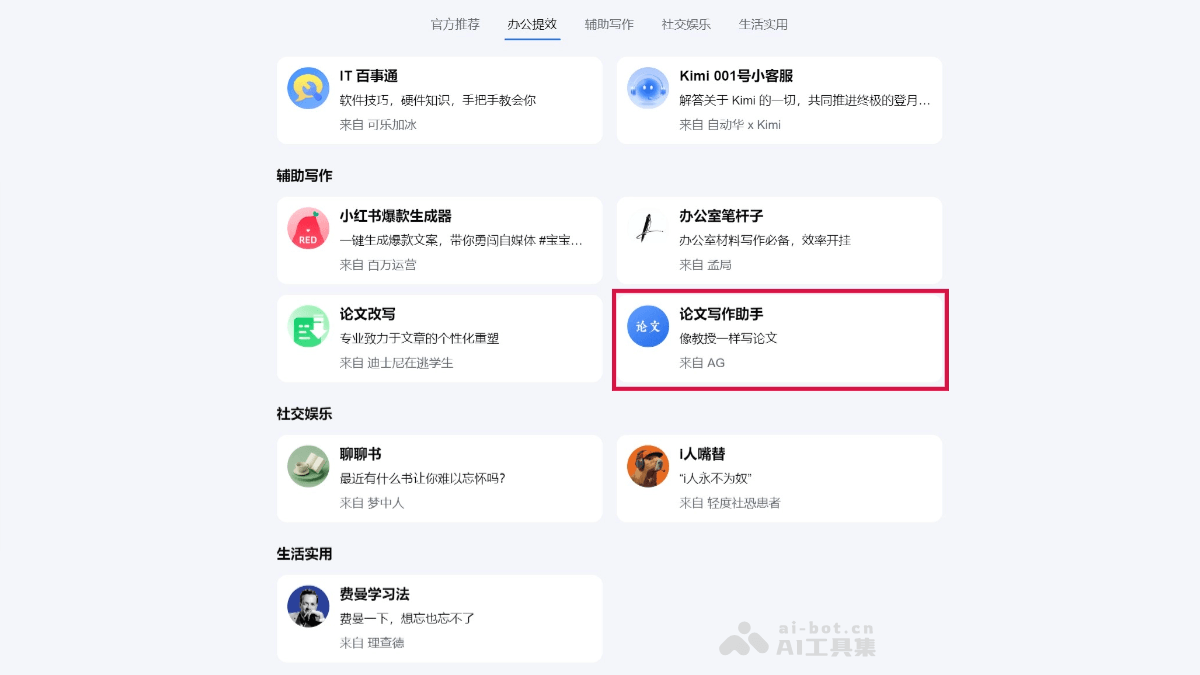 官方推荐 办公提效 辅助写作 社交娱乐 生活实用
IT 百事通
软件技巧，硬件知识，手把手教会你
来自 可乐加冰
Kimi 001号小客服
解答关于 Kimi 的一切，共同推进终极的登月…
来自 自动华 x Kimi
辅助写作
RED
小红书爆款生成器
一键生成爆款文案，带你勇闯自媒体 #宝宝…
来自 百万运营
办公室笔杆子
办公室材料写作必备，效率开挂
来自 孟局
论文改写
专业致力于文章的个性化重塑
来自 迪士尼在逃学生
论文
论文写作助手
像教授一样写论文
来自 AG
社交娱乐
聊聊书
最近有什么书让你难以忘怀吗？
来自 梦中人
i人嘴替
“i人永不为奴”
来自 轻度社恐患者
生活实用
费曼学习法
费曼一下，想忘也忘不了
来自 理查德
ai-bot.cn
AI工具集